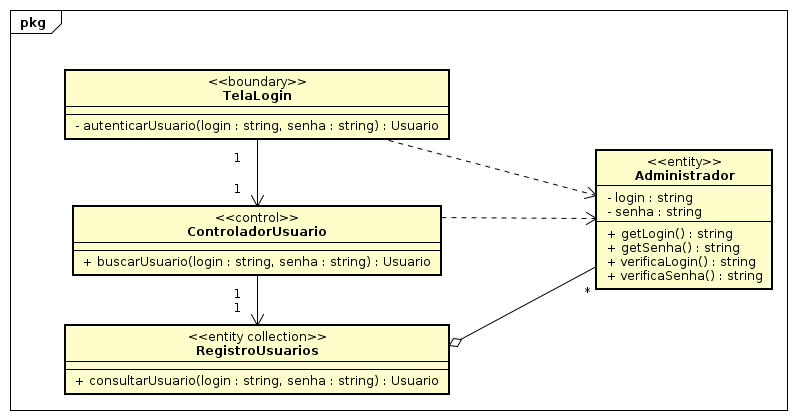 pkg
<<boundary>>
TelaLogin
- autenticarUsuario(login : string, senha : string) : Usuario
1
1
<<control>>
ControladorUsuario
+ buscarUsuario(login : string, senha : string) : Usuario
1
1
<<entity collection>>
RegistroUsuarios
+ consultarUsuario(login : string, senha : string) : Usuario
<<entity>>
Administrador
- login : string
- senha : string
+ getLogin() : string
+ getSenha() : string
+ verificaLogin() : string
+ verificaSenha() : string
*